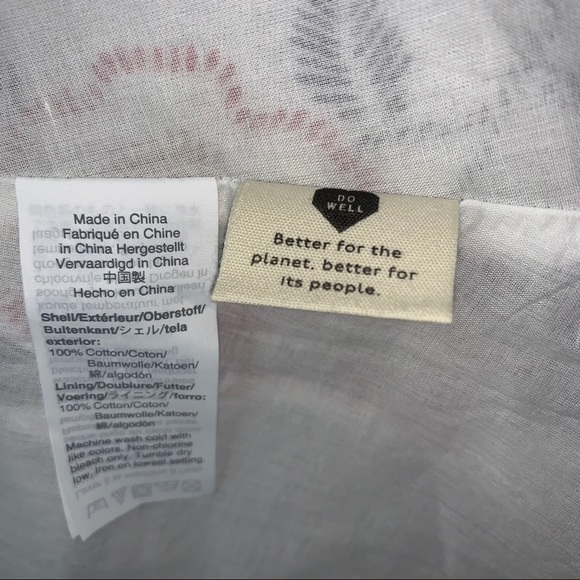 Made in China
Fabriqué en Chine
in China Hergestellt
Vervaardigd in China
中国製
Hecho en China
Shell/Extérieur/Oberstoff/
Buitenkant/シェル/tela
exterior:
100% Cotton/Coton/
Baumwolle/Katoen/
綿/algodón
Lining/Doublure/Futter/
Voering/ライニング/forro:
100% Cotton/Coton/
Baumwolle/Katoen/
綿/algodón
Machine wash cold with
like colors. Non-chlorine
bleach only. Tumble dry
low. Iron on lowest setting.
DO
WELL
Better for the
planet, better for
its people.